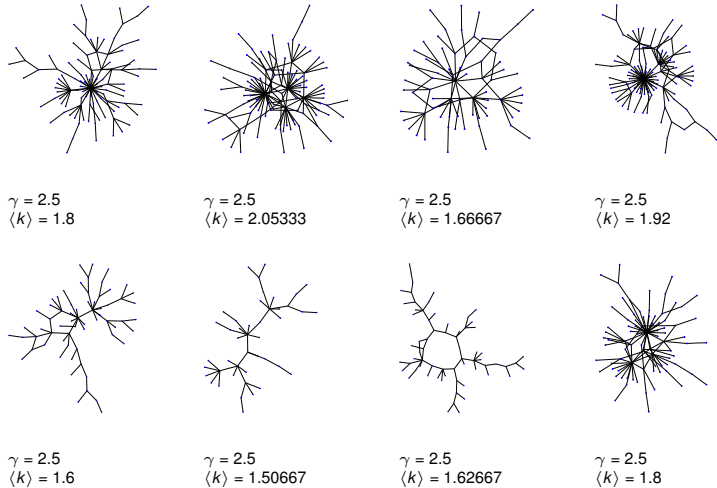 γ = 2.5
⟨k⟩ = 1.8
γ = 2.5
⟨k⟩ = 2.05333
γ = 2.5
⟨k⟩ = 1.66667
γ = 2.5
⟨k⟩ = 1.92
γ = 2.5
⟨k⟩ = 1.6
γ = 2.5
⟨k⟩ = 1.50667
γ = 2.5
⟨k⟩ = 1.62667
γ = 2.5
⟨k⟩ = 1.8